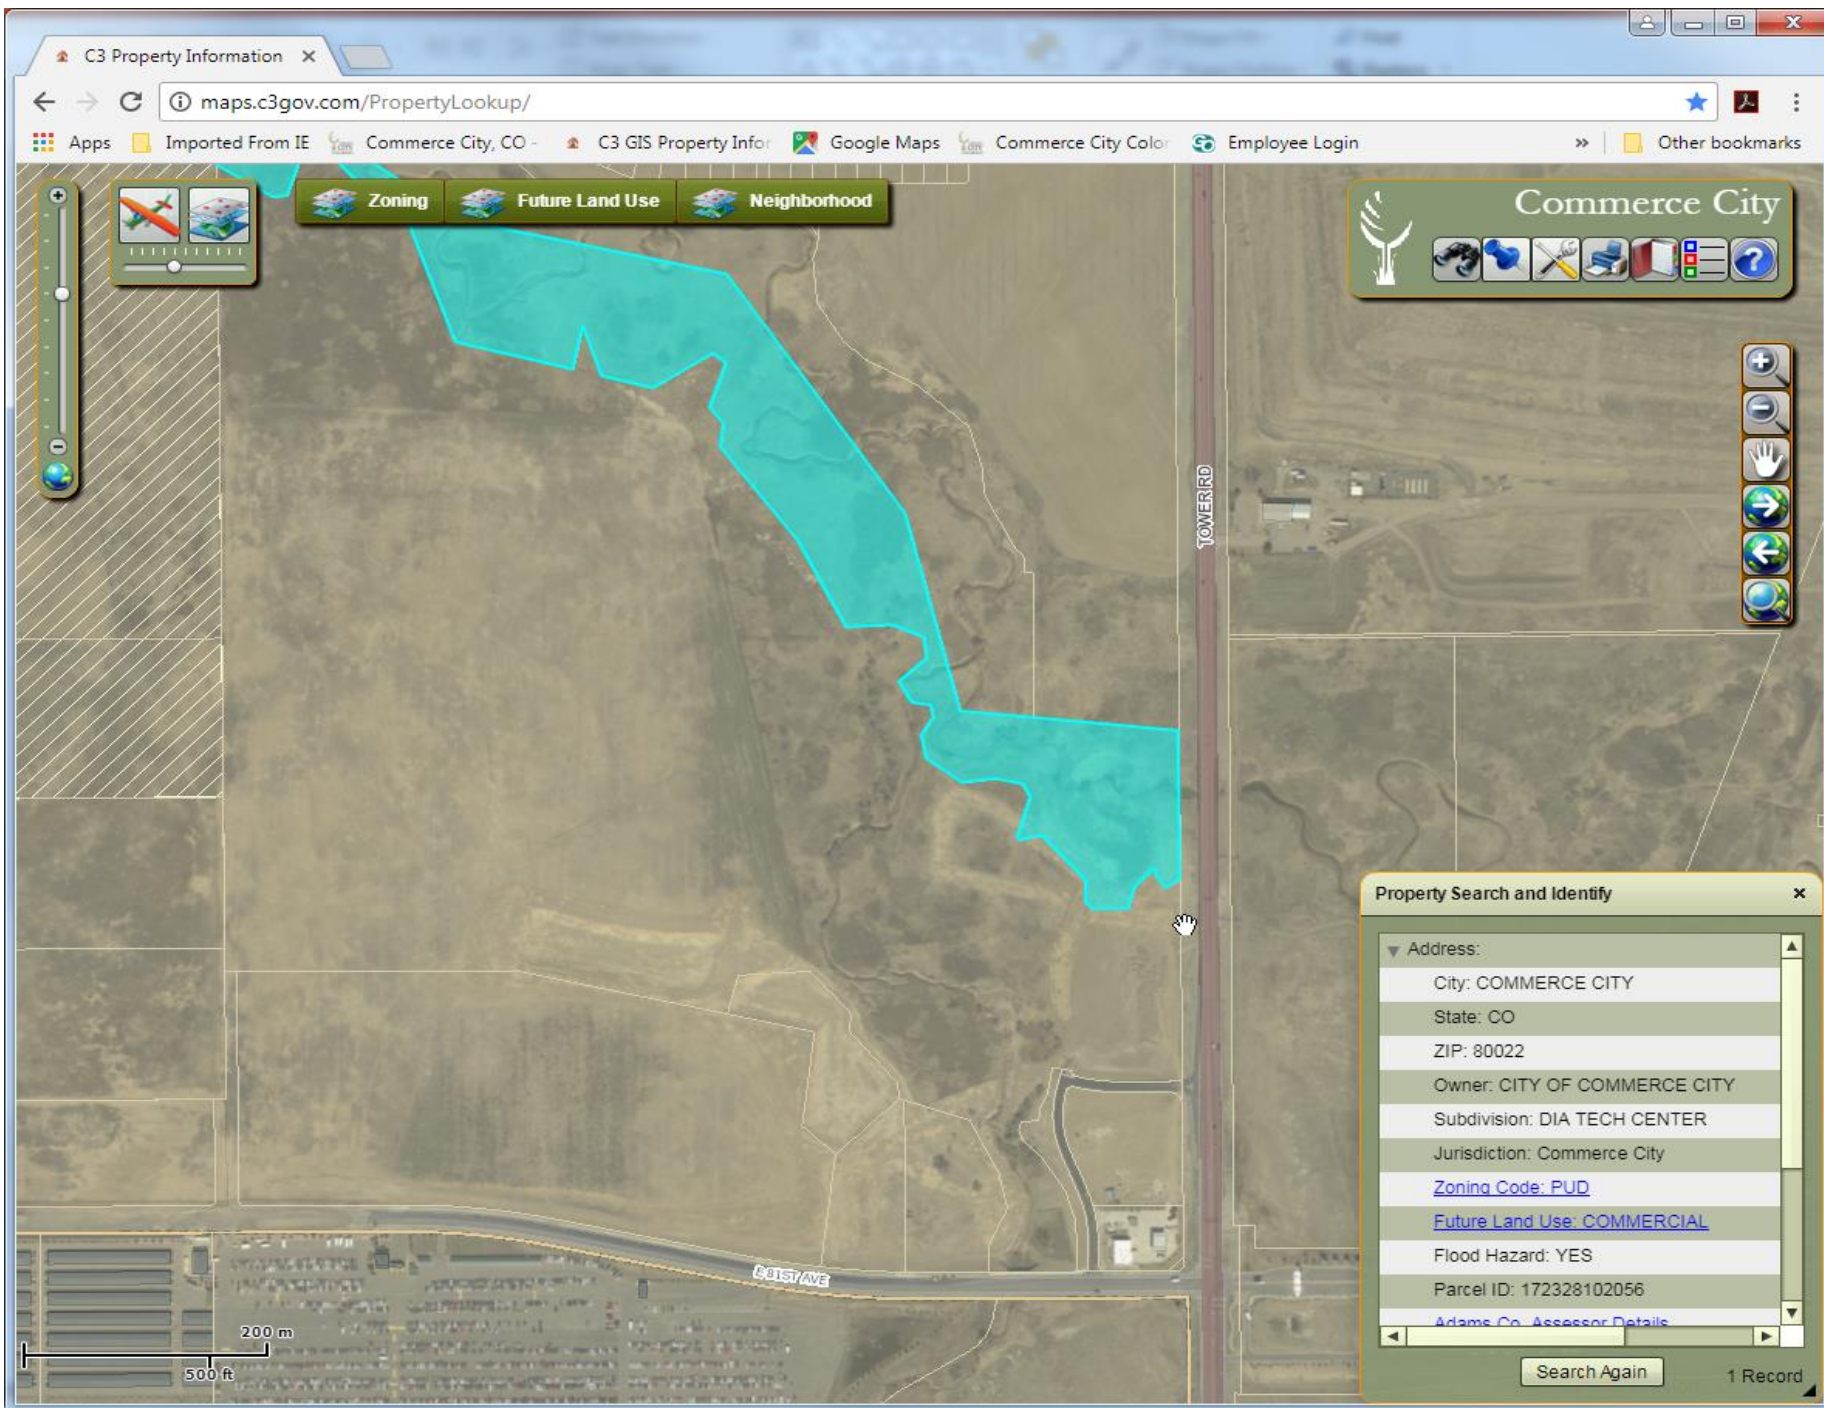 C3 Property Information
maps.c3gov.com/PropertyLookup/
Apps
Imported From IE
Commerce City, CO -
C3 GIS Property Infor
Google Maps
Commerce City Color
Employee Login
»
Other bookmarks
Zoning
Future Land Use
Neighborhood
Commerce City
TOWER RD
Property Search and Identify
Address:
City: COMMERCE CITY
State: CO
ZIP: 80022
Owner: CITY OF COMMERCE CITY
Subdivision: DIA TECH CENTER
Jurisdiction: Commerce City
Zoning Code: PUD
Future Land Use: COMMERCIAL
Flood Hazard: YES
Parcel ID: 172328102056
Adams Co. Assessor Details
Search Again
1 Record
E 81ST AVE
200 m
500 ft